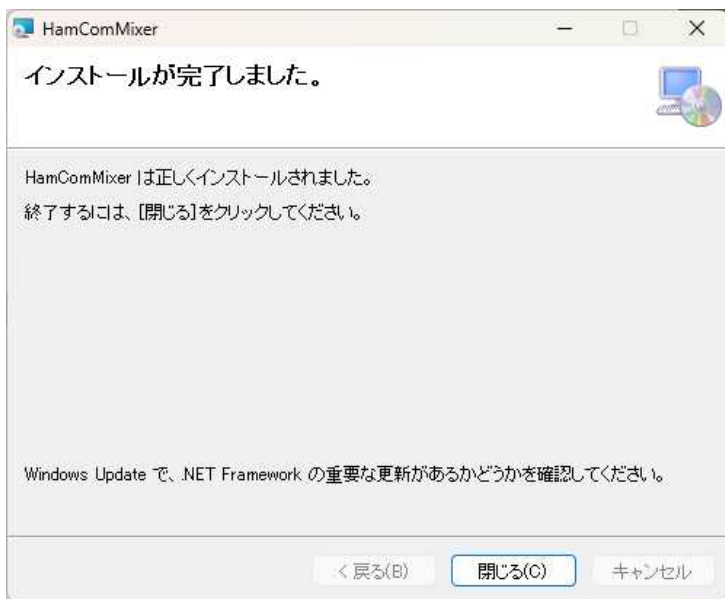 HamComMixer
インストールが完了しました。
HamComMixer は正しくインストールされました。
終了するには、[閉じる]をクリックしてください。
Windows Update で、.NET Framework の重要な更新があるかどうかを確認してください。
< 戻る(B)
閉じる(C)
キャンセル